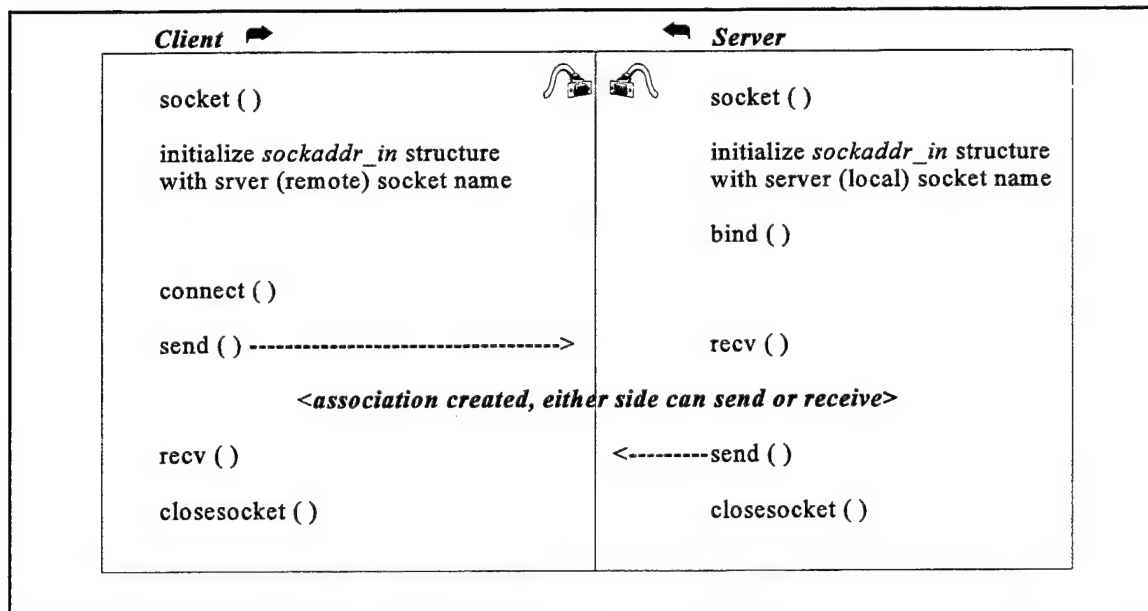 Client Server
socket ( ) socket ( )
initialize sockaddr_in structure initialize sockaddr_in structure
with srver (remote) socket name with server (local) socket name
bind ( )
connect ( )
send ( ) ----------------------------------> recv ( )
<association created, either side can send or receive>
recv ( ) <---------send ( )
closesocket ( ) closesocket ( )